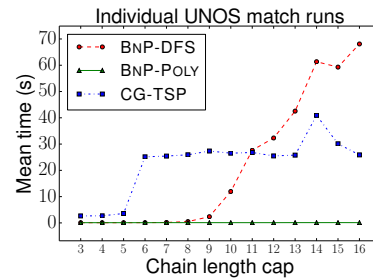 Individual UNOS match runs
Mean time (s)
70
60
50
40
30
20
10
0
BNP-DFS
BNP-POLY
CG-TSP
3 4 5 6 7 8 9 10 11 12 13 14 15 16
Chain length cap